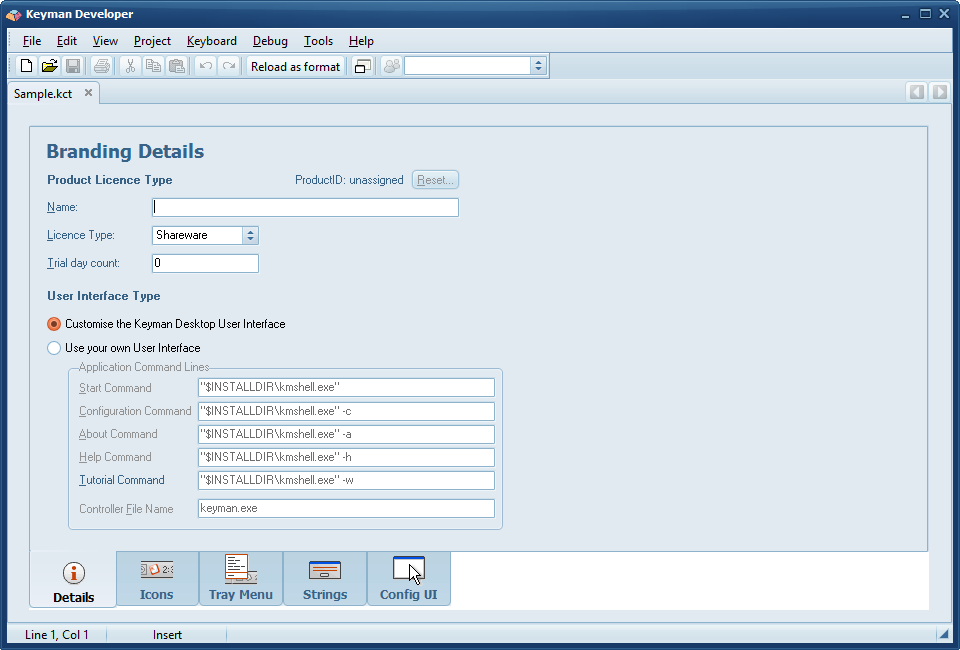 Keyman Developer
File Edit View Project Keyboard Debug Tools Help
Reload as format
Sample.kct
Branding Details
Product Licence Type ProductID: unassigned Reset...
Name:
Licence Type: Shareware
Trial day count: 0
User Interface Type
Customise the Keyman Desktop User Interface
Use your own User Interface
Application Command Lines
Start Command "$INSTALLDIR\kmshell.exe"
Configuration Command "$INSTALLDIR\kmshell.exe" -c
About Command "$INSTALLDIR\kmshell.exe" -a
Help Command "$INSTALLDIR\kmshell.exe" -h
Tutorial Command "$INSTALLDIR\kmshell.exe" -w
Controller File Name keyman.exe
Details Icons Tray Menu Strings Config UI
Line 1, Col 1 Insert